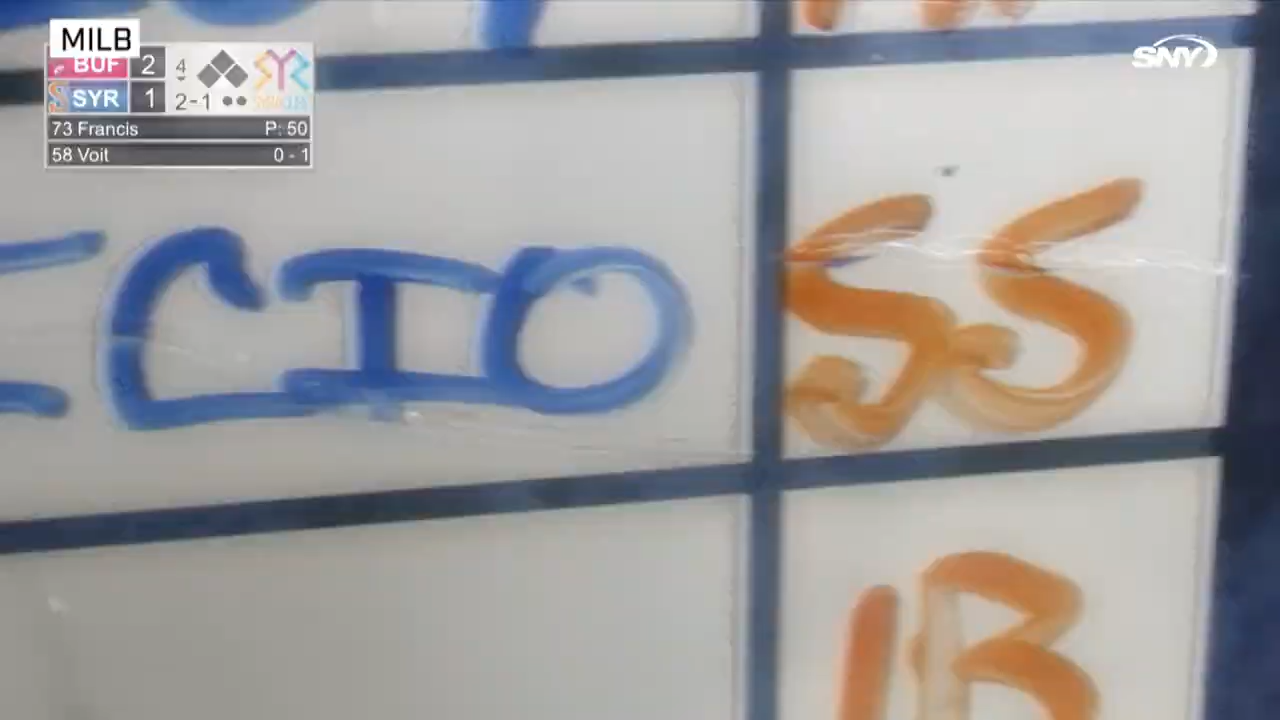 MILB
SNY
BUF 2 4
SYR 1 2-1
SYR
73 Francis P: 50
58 Voit 0 - 1
CIO SS
1B